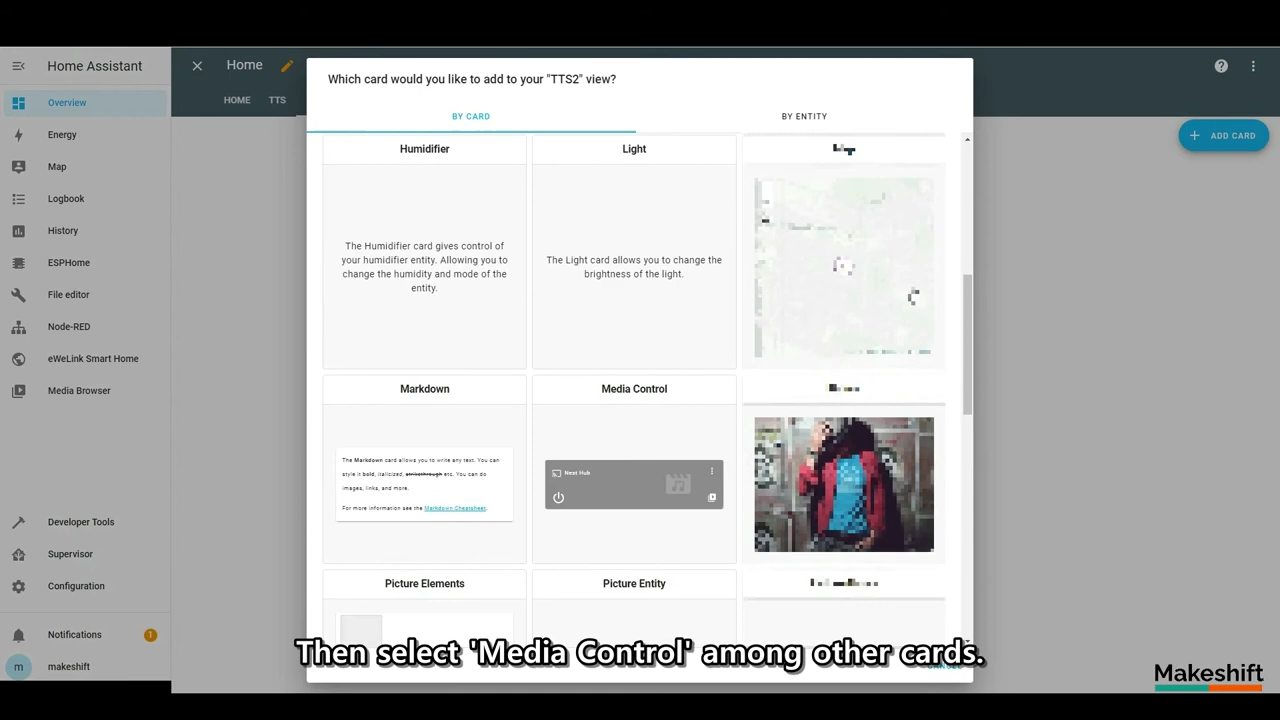 Home Assistant
Overview
Energy
Map
Logbook
History
ESPHome
File editor
Node-RED
eWeLink Smart Home
Media Browser
Developer Tools
Supervisor
Configuration
Notifications
1
m
makeshift
Home
HOME
TTS
ADD CARD
Which card would you like to add to your "TTS2" view?
BY CARD
BY ENTITY
Humidifier
The Humidifier card gives control of
your humidifier entity. Allowing you to
change the humidity and mode of the
entity.
Light
The Light card allows you to change the
brightness of the light.
Markdown
The Markdown card allows you to write any text. You can
style it bold, italicized, strikethrough etc. You can do
images, links, and more.
For more information see the Markdown Cheatsheet.
Media Control
Nest Hub
Picture Elements
Picture Entity
Then select 'Media Control' among other cards.
Makeshift